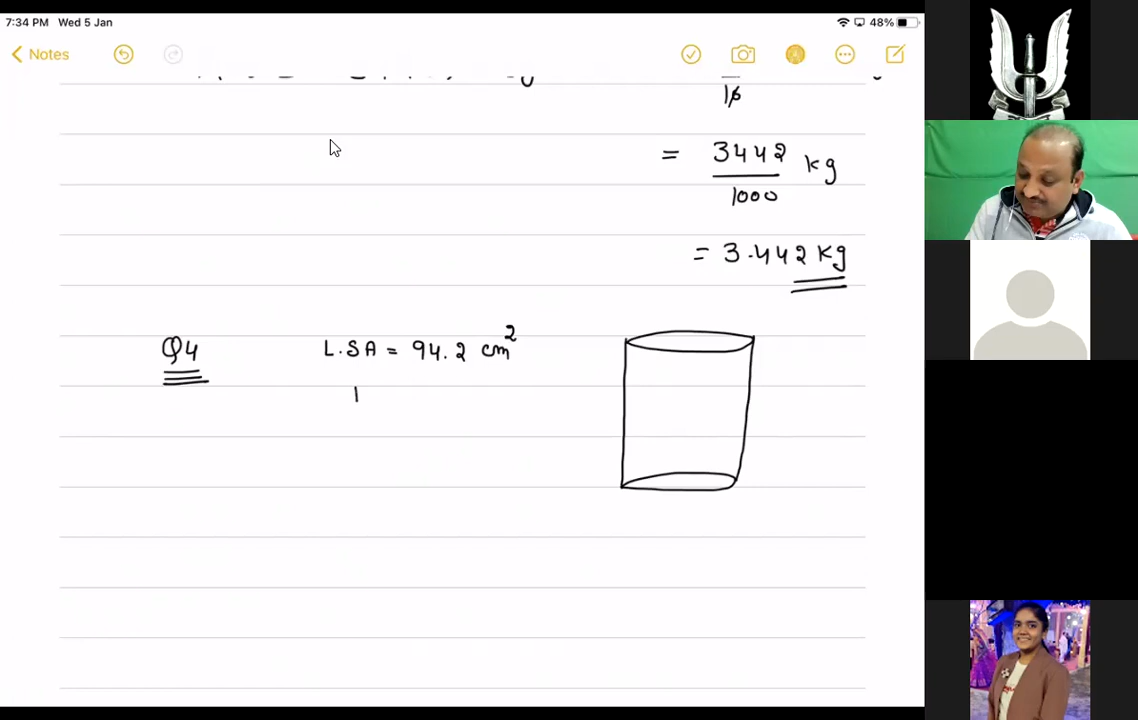 7:34 PM Wed 5 Jan
48%
Notes
16
= 3442 kg
1000
= 3.442 kg
Q4 L.SA = 94.2 cm²